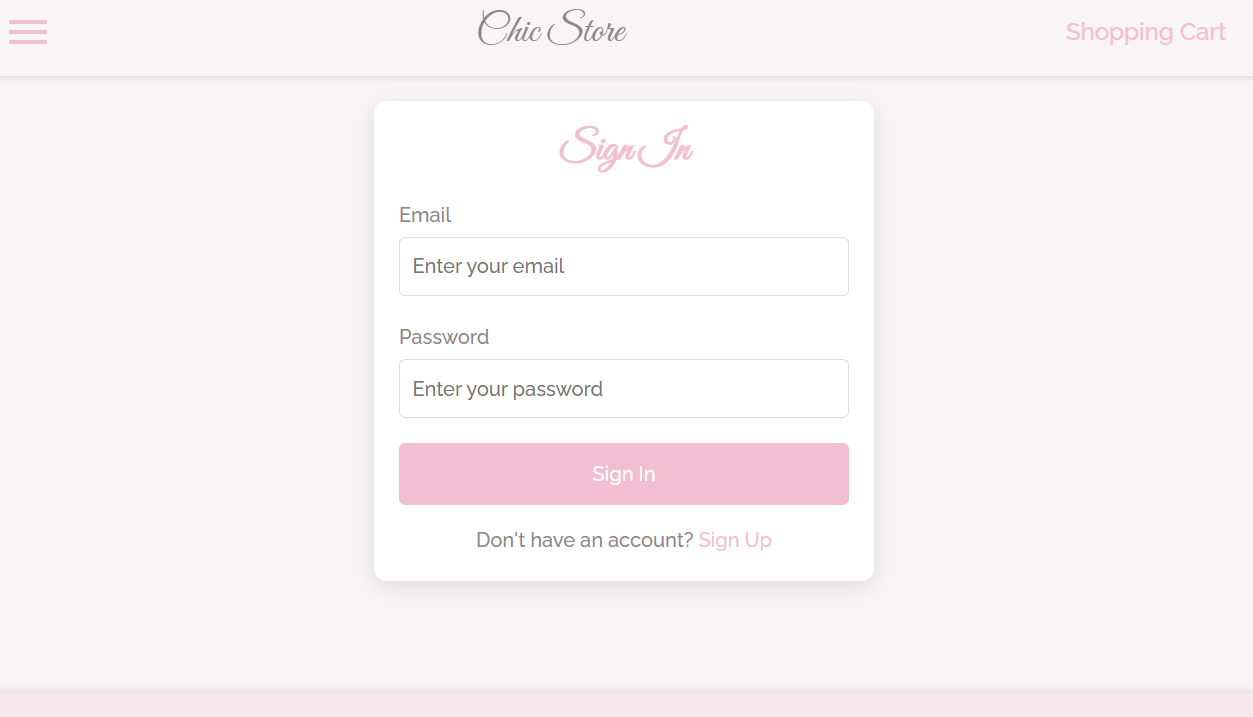 Chic Store
Shopping Cart
Sign In
Email
Enter your email
Password
Enter your password
Sign In
Don't have an account? Sign Up